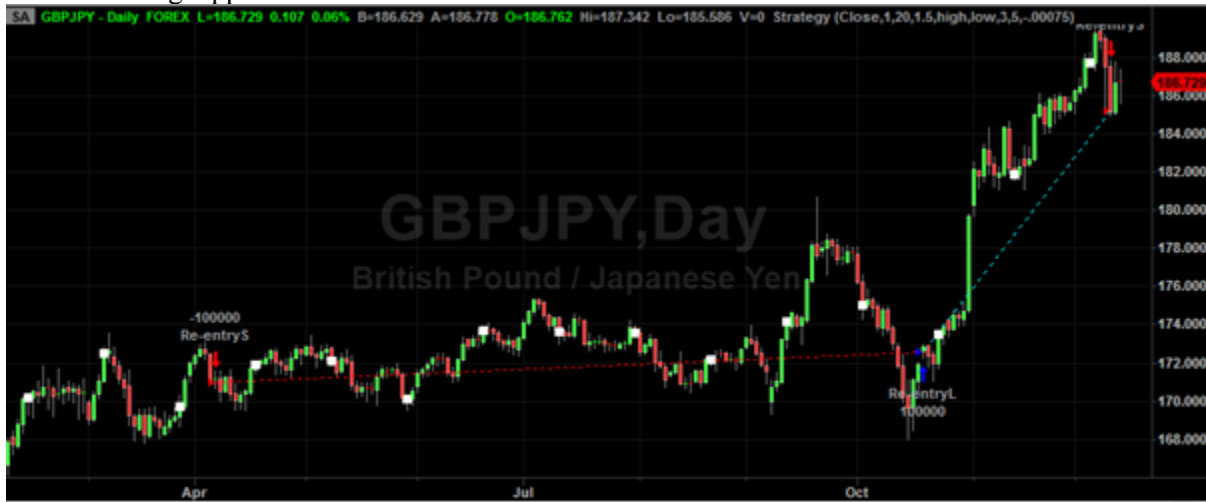 SA GBPJPY - Daily FOREX L=186.729 0.107 0.06% B=186.629 A=186.778 O=186.762 Hi=187.342 Lo=185.586 V=0 Strategy (Close,1,20,1.5,high,low,3,5,-.00075)
Re-entryS
188.000
186.729
186.000
184.000
182.000
180.000
GBPJPY,Day
178.000
British Pound / Japanese Yen
176.000
-100000
174.000
Re-entryS
172.000
170.000
Re-entryL
100000
168.000
Apr Jul Oct